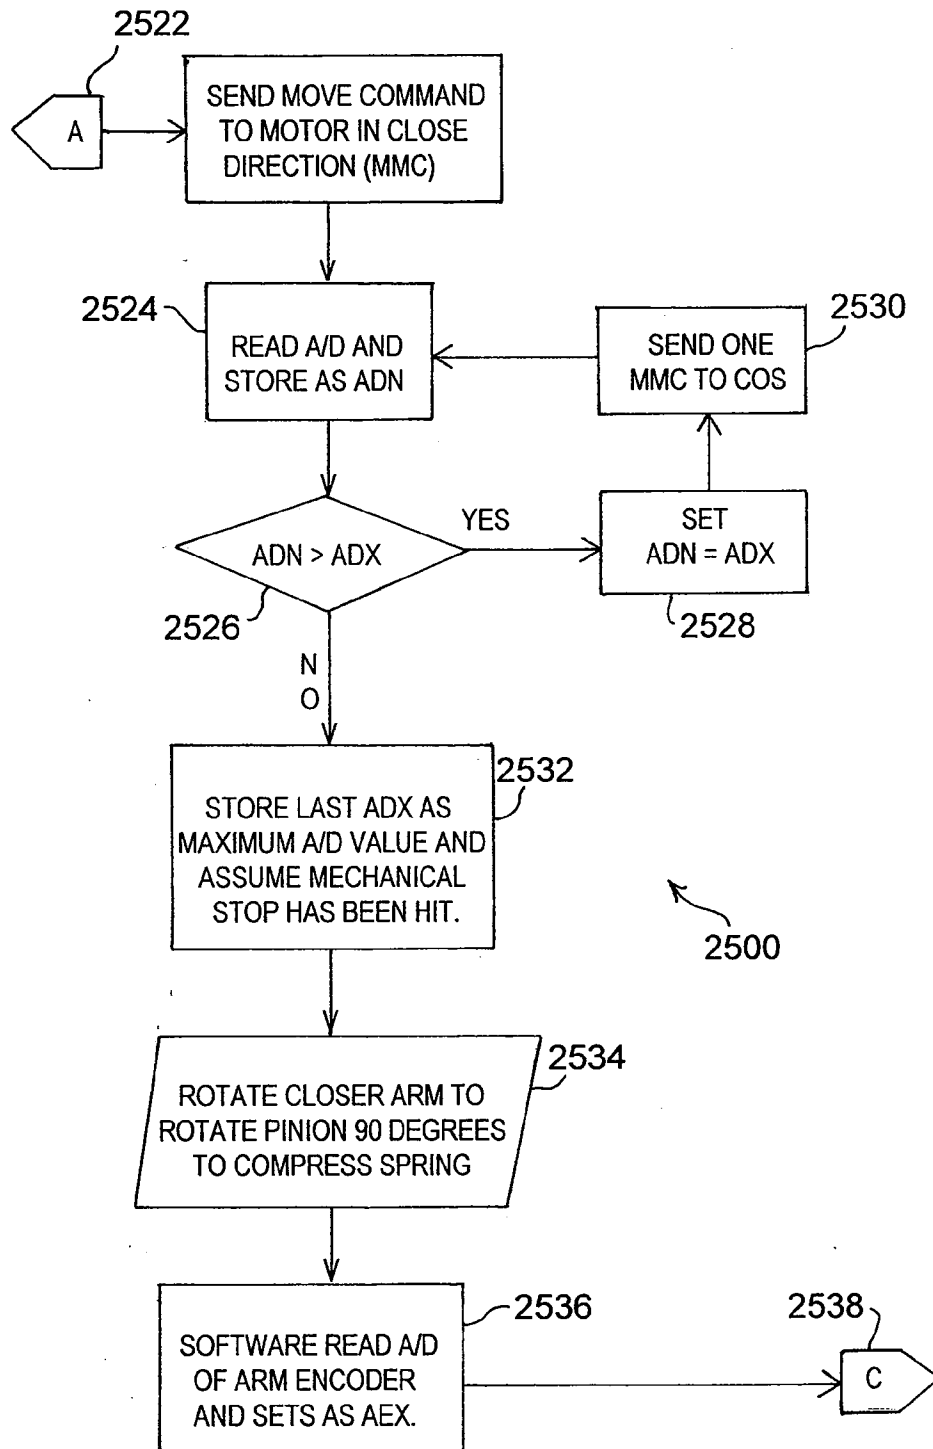 2522
A
SEND MOVE COMMAND
TO MOTOR IN CLOSE
DIRECTION (MMC)
2524
READ A/D AND
STORE AS ADN
2530
SEND ONE
MMC TO COS
ADN > ADX
2526
YES
SET
ADN = ADX
2528
N
O
2532
STORE LAST ADX AS
MAXIMUM A/D VALUE AND
ASSUME MECHANICAL
STOP HAS BEEN HIT.
2500
2534
ROTATE CLOSER ARM TO
ROTATE PINION 90 DEGREES
TO COMPRESS SPRING
2536
SOFTWARE READ A/D
OF ARM ENCODER
AND SETS AS AEX.
2538
C